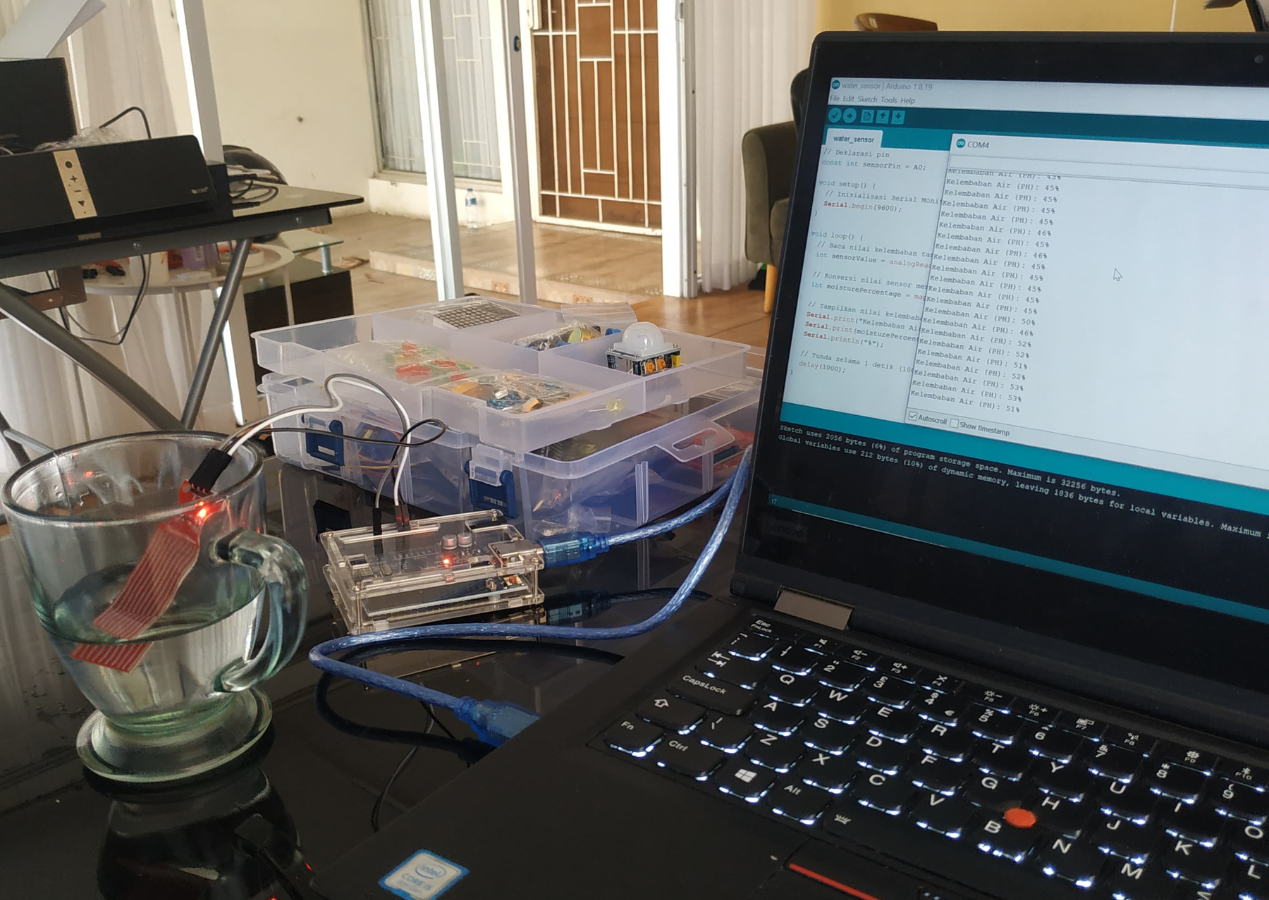 water_sensor | Arduino 1.8.19
File Edit Sketch Tools Help
water_sensor
// Deklarasi pin
const int sensorPin = A0;
void setup() {
// Inisialisasi Serial Moni
Serial.begin(9600);
}
void loop() {
// Baca nilai kelembaban ta
int sensorValue = analogRea
// Konversi nilai sensor me
int moisturePercentage = ma
// Tampilkan nilai kelembab
Serial.print("Kelembaban Ai
Serial.print(moisturePercen
Serial.println("%");
// Tunda selama 1 detik (10
delay(1900);
}
COM4
Kelembaban Air (PH): 45%
Kelembaban Air (PH): 45%
Kelembaban Air (PH): 45%
Kelembaban Air (PH): 45%
Kelembaban Air (PH): 46%
Kelembaban Air (PH): 45%
Kelembaban Air (PH): 46%
Kelembaban Air (PH): 45%
Kelembaban Air (PH): 45%
Kelembaban Air (PH): 45%
Kelembaban Air (PH): 45%
Kelembaban Air (PH): 50%
Kelembaban Air (PH): 46%
Kelembaban Air (PH): 52%
Kelembaban Air (PH): 52%
Kelembaban Air (PH): 51%
Kelembaban Air (PH): 52%
Kelembaban Air (PH): 53%
Kelembaban Air (PH): 53%
Kelembaban Air (PH): 51%
Autoscroll Show timestamp
Sketch uses 2056 bytes (6%) of program storage space. Maximum is 32256 bytes.
Global variables use 212 bytes (10%) of dynamic memory, leaving 1836 bytes for local variables. Maximum
17
Esc
Q W E R T Y U I O
CapsLock A S D F G H J K L
Z X C V B N M
Fn Ctrl Alt
intel
CORE i5